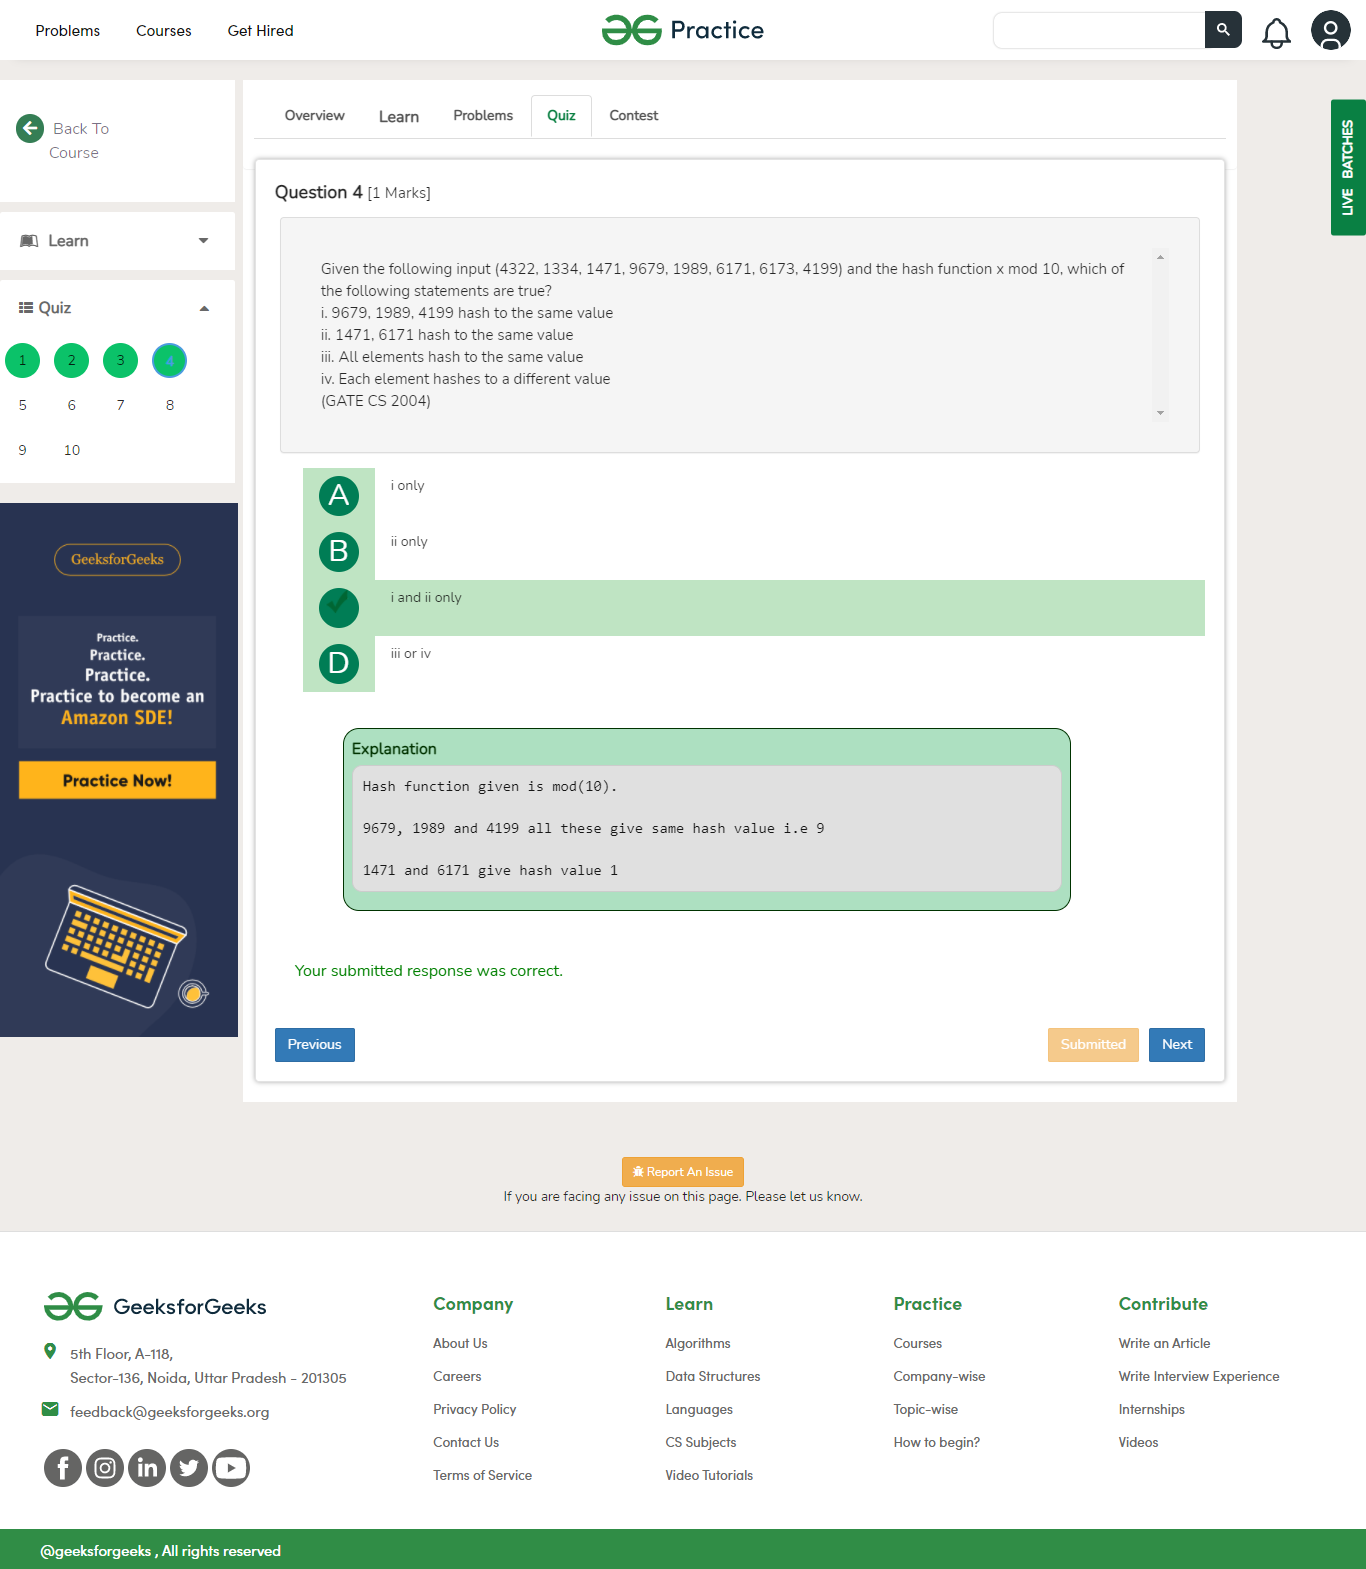 Problems Courses Get Hired
Practice
Back To
Course
Learn
Quiz
1 2 3 4
5 6 7 8
9 10
GeeksforGeeks
Practice.
Practice.
Practice.
Practice to become an
Amazon SDE!
Practice Now!
Overview Learn Problems Quiz Contest
LIVE BATCHES
Question 4 [1 Marks]
Given the following input (4322, 1334, 1471, 9679, 1989, 6171, 6173, 4199) and the hash function x mod 10, which of
the following statements are true?
i. 9679, 1989, 4199 hash to the same value
ii. 1471, 6171 hash to the same value
iii. All elements hash to the same value
iv. Each element hashes to a different value
(GATE CS 2004)
A i only
B ii only
i and ii only
D iii or iv
Explanation
Hash function given is mod(10).
9679, 1989 and 4199 all these give same hash value i.e 9
1471 and 6171 give hash value 1
Your submitted response was correct.
Previous Submitted Next
Report An Issue
If you are facing any issue on this page. Please let us know.
GeeksforGeeks
5th Floor, A-118,
Sector-136, Noida, Uttar Pradesh - 201305
feedback@geeksforgeeks.org
Company
About Us
Careers
Privacy Policy
Contact Us
Terms of Service
Learn
Algorithms
Data Structures
Languages
CS Subjects
Video Tutorials
Practice
Courses
Company-wise
Topic-wise
How to begin?
Contribute
Write an Article
Write Interview Experience
Internships
Videos
@geeksforgeeks , All rights reserved